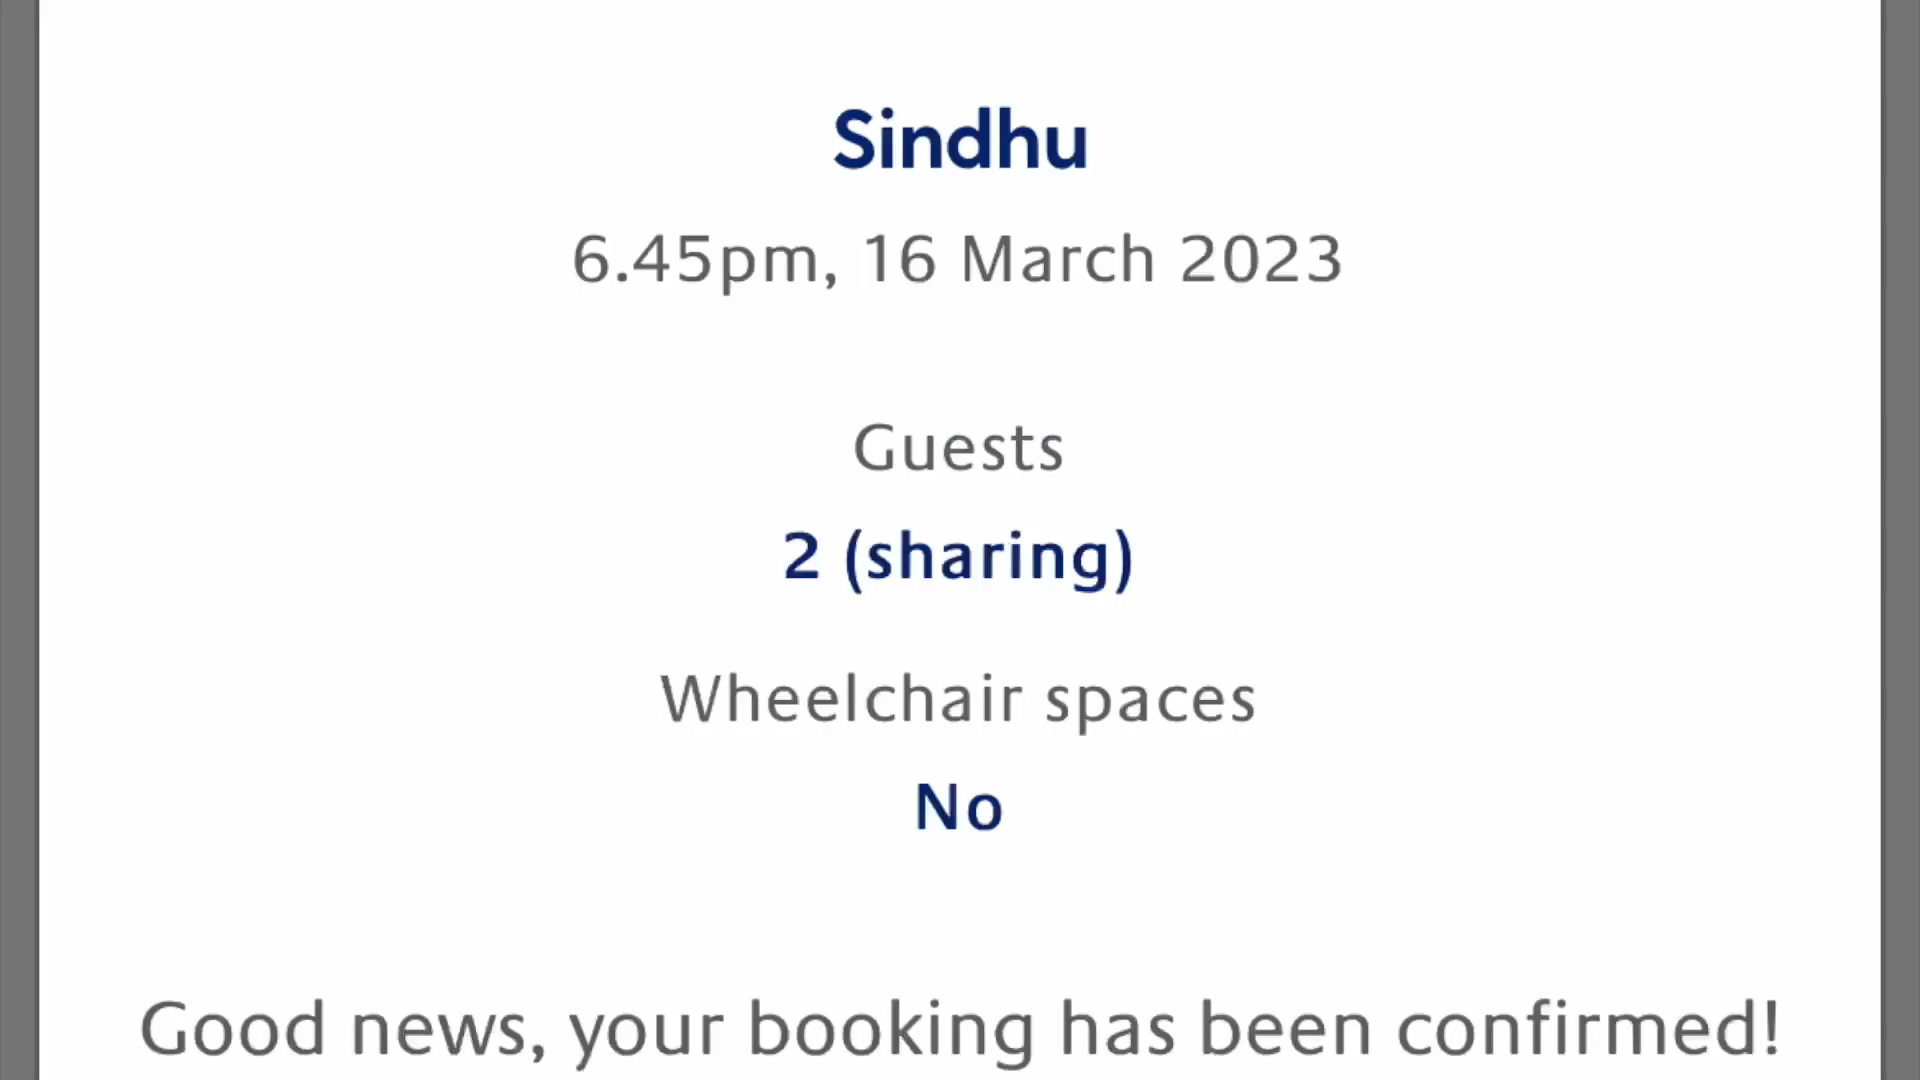 Sindhu
6.45pm, 16 March 2023
Guests
2 (sharing)
Wheelchair spaces
No
Good news, your booking has been confirmed!